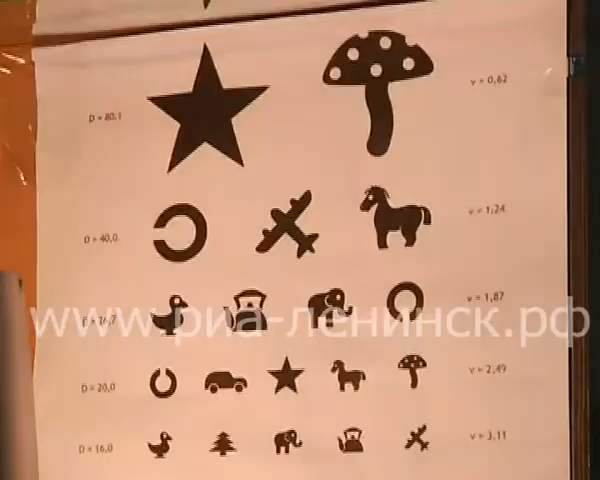 D = 80,1 v = 0,62
D = 40,0 v = 1,24
v = 1,87
www.риа-ленинск.рф
D = 20,0 v = 2,49
D = 16,0 v = 3,11